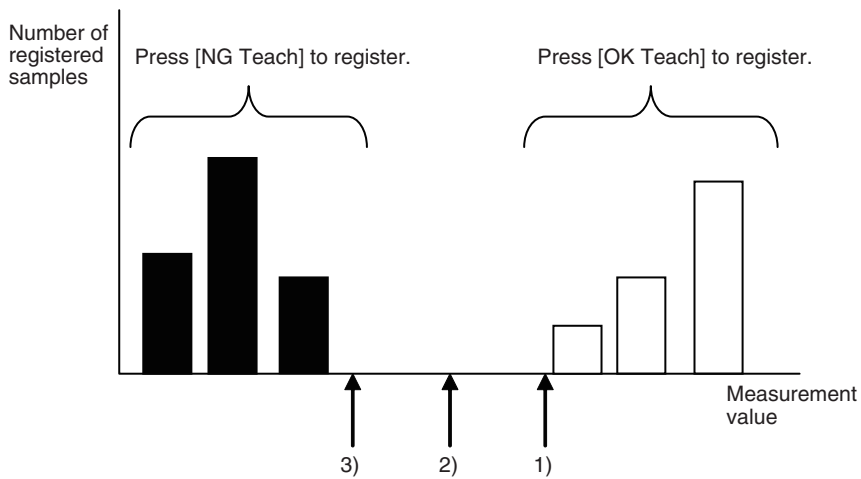 Number of
registered
samples
Press [NG Teach] to register.
Press [OK Teach] to register.
Measurement
value
3)
2)
1)